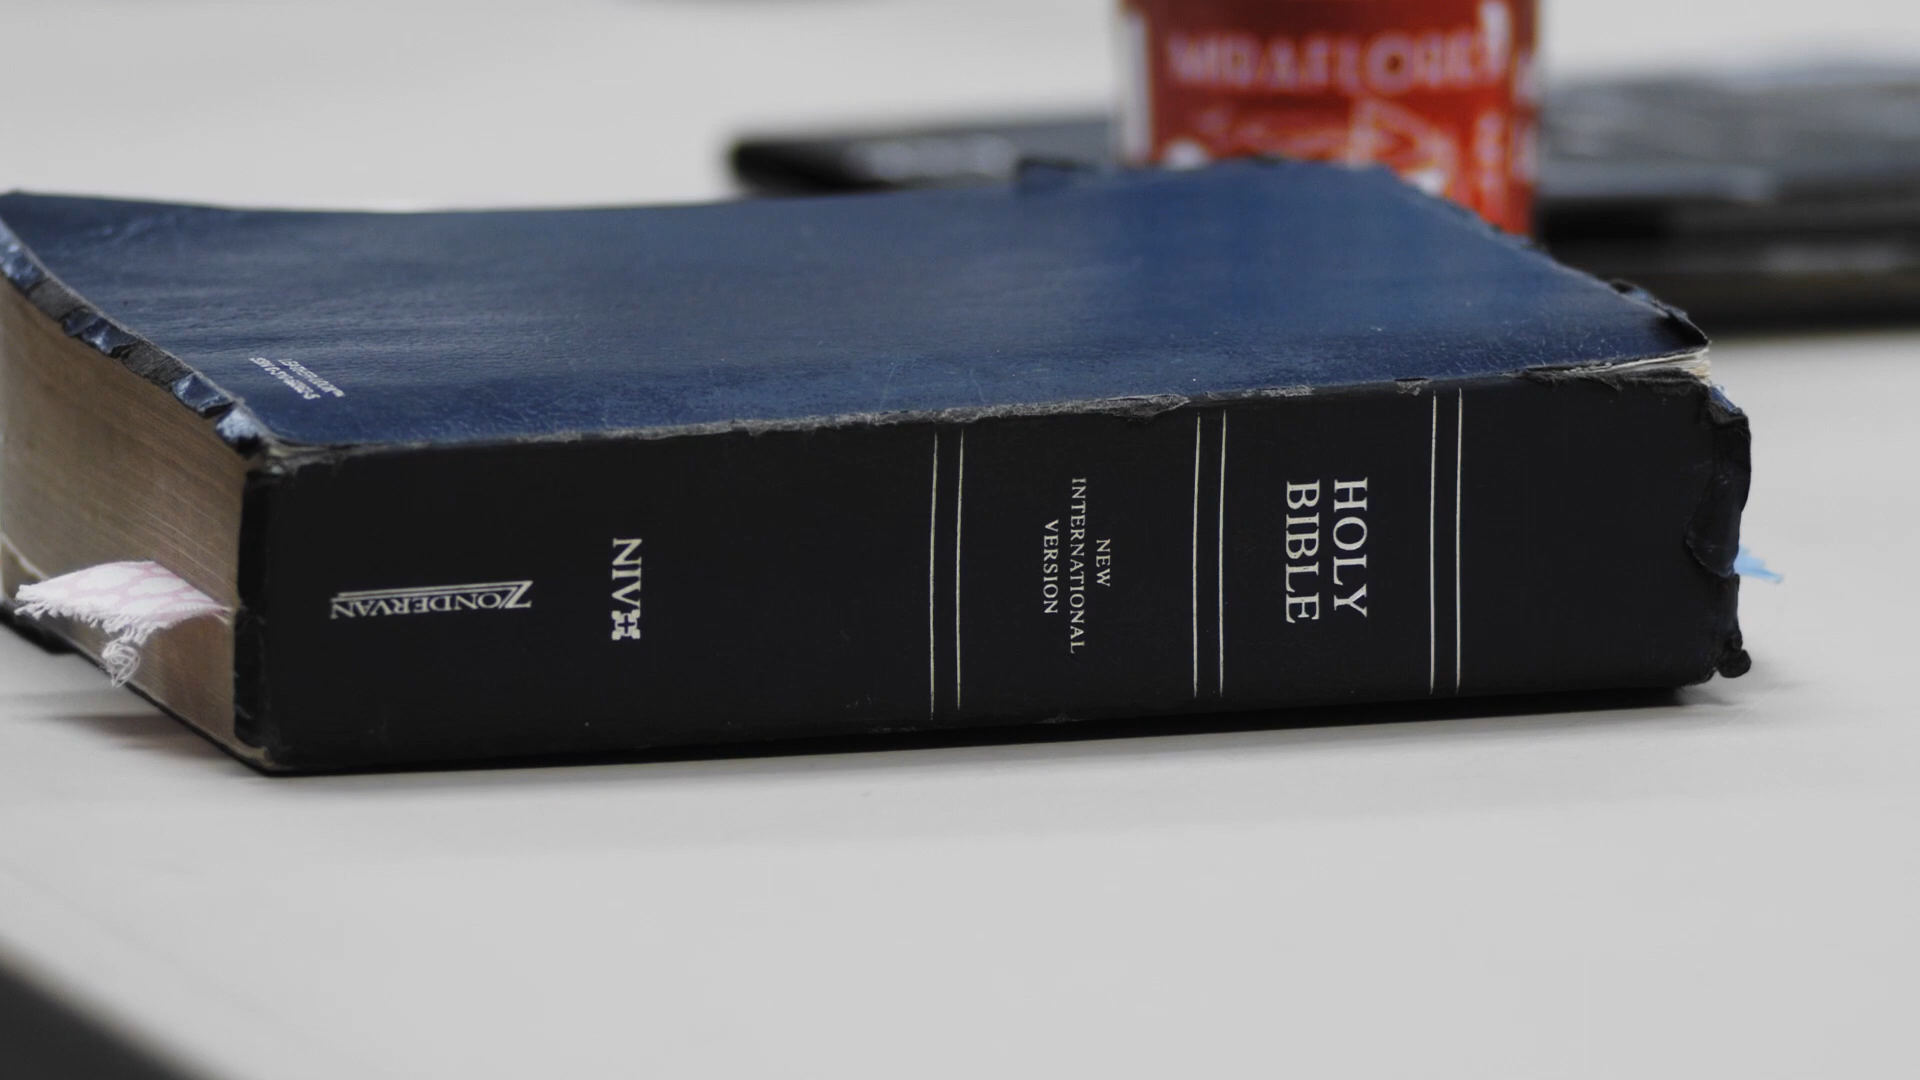 HOLY
BIBLE
NEW
INTERNATIONAL
VERSION
NIV
ZONDERVAN